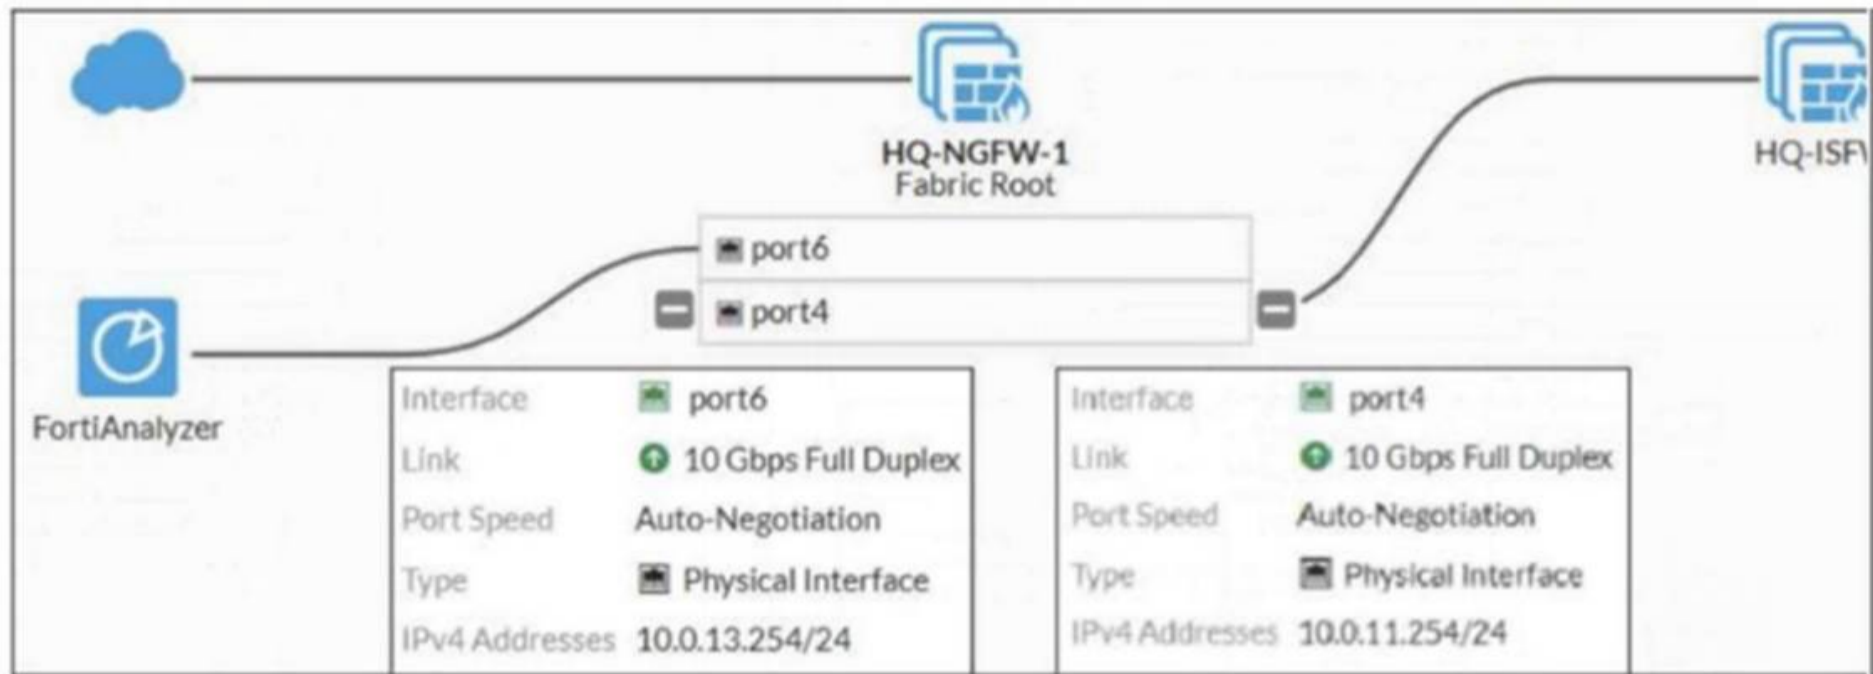 HQ-NGFW-1
Fabric Root
port6
port4
FortiAnalyzer
Interface port6
Link 10 Gbps Full Duplex
Port Speed Auto-Negotiation
Type Physical Interface
IPv4 Addresses 10.0.13.254/24
Interface port4
Link 10 Gbps Full Duplex
Port Speed Auto-Negotiation
Type Physical Interface
IPv4 Addresses 10.0.11.254/24